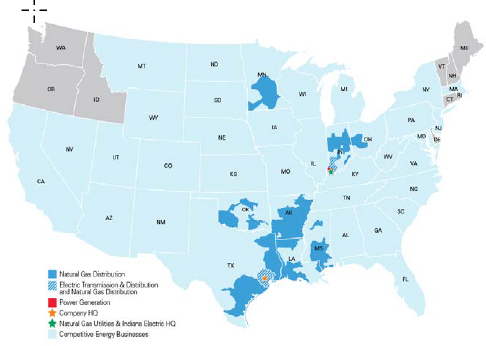 WA
ME
VT
MT
ND
MN
NH
OR
ID
SD
WI
MI
NY
MA
CT
RI
WY
IA
PA
NJ
NE
OH
MD
DE
NV
UT
CO
IL
IN
WV
KS
MO
KY
VA
CA
NC
TN
OK
AR
SC
AZ
NM
MS
AL
GA
TX
LA
FL
Natural Gas Distribution
Electric Transmission & Distribution
and Natural Gas Distribution
Power Generation
Company HQ
Natural Gas Utilities & Indiana Electric HQ
Competitive Energy Businesses